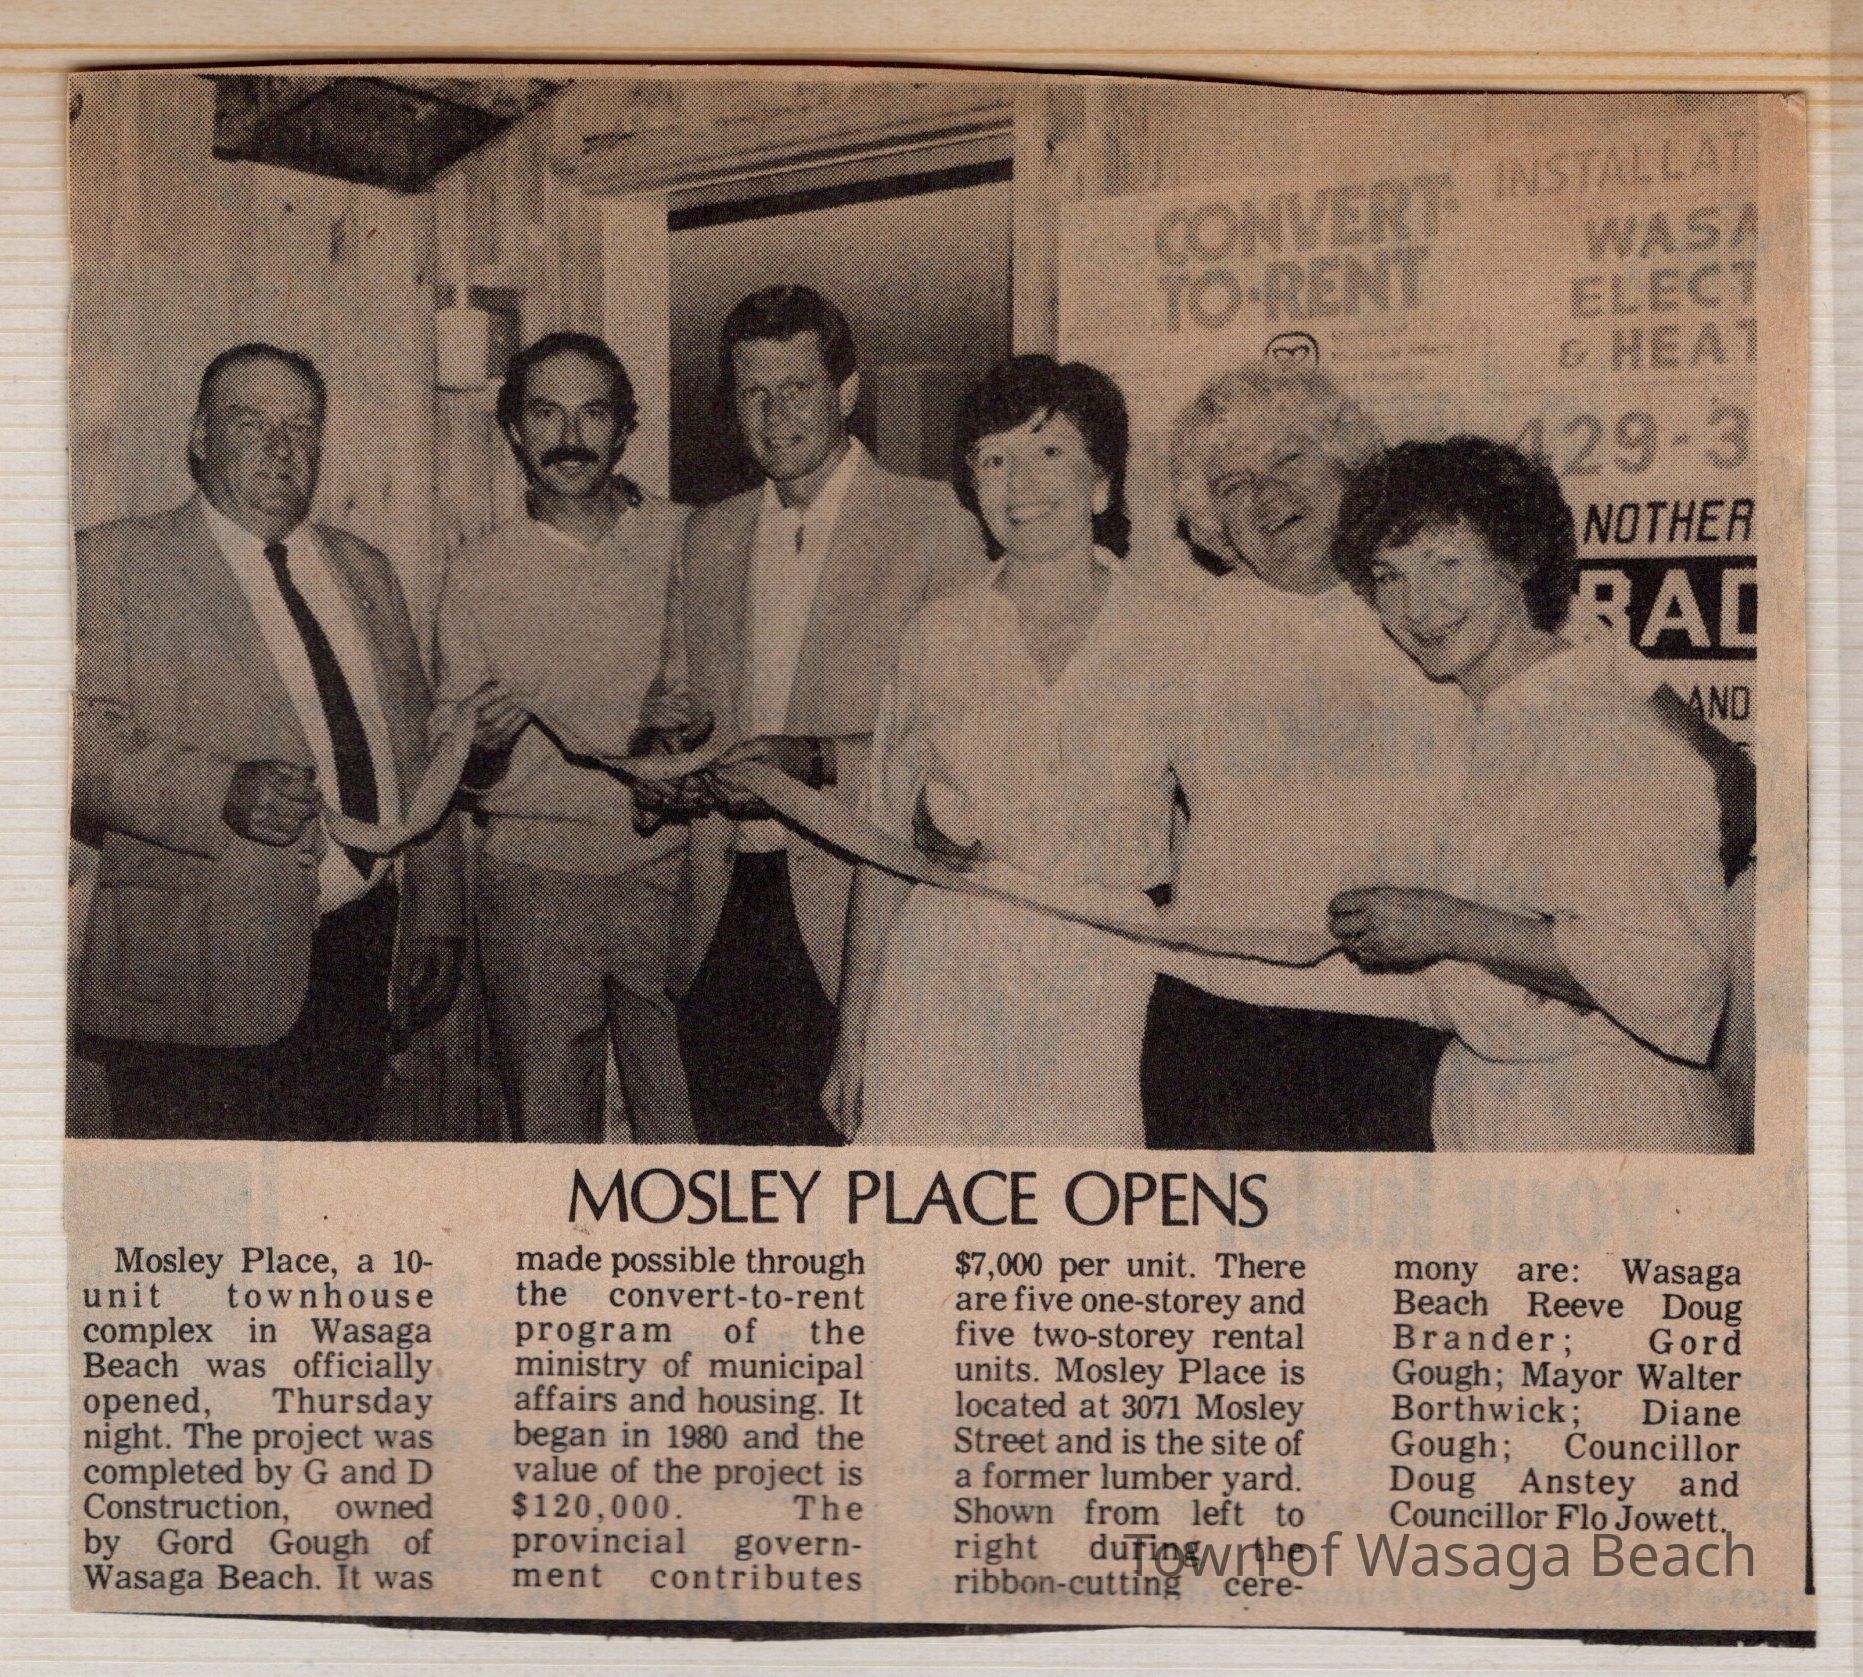 CONVERT-
TO-RENT
INSTALLAT
WASA
ELECT
& HEAT
429-3
NOTHER
RAD
AND
MOSLEY PLACE OPENS
Mosley Place, a 10-
unit townhouse
complex in Wasaga
Beach was officially
opened, Thursday
night. The project was
completed by G and D
Construction, owned
by Gord Gough of
Wasaga Beach. It was
made possible through
the convert-to-rent
program of the
ministry of municipal
affairs and housing. It
began in 1980 and the
value of the project is
$120,000. The
provincial govern-
ment contributes
$7,000 per unit. There
are five one-storey and
five two-storey rental
units. Mosley Place is
located at 3071 Mosley
Street and is the site of
a former lumber yard.
Shown from left to
right during the
ribbon-cutting cere-
mony are: Wasaga
Beach Reeve Doug
Brander; Gord
Gough; Mayor Walter
Borthwick; Diane
Gough; Councillor
Doug Anstey and
Councillor Flo Jowett.
Town of Wasaga Beach